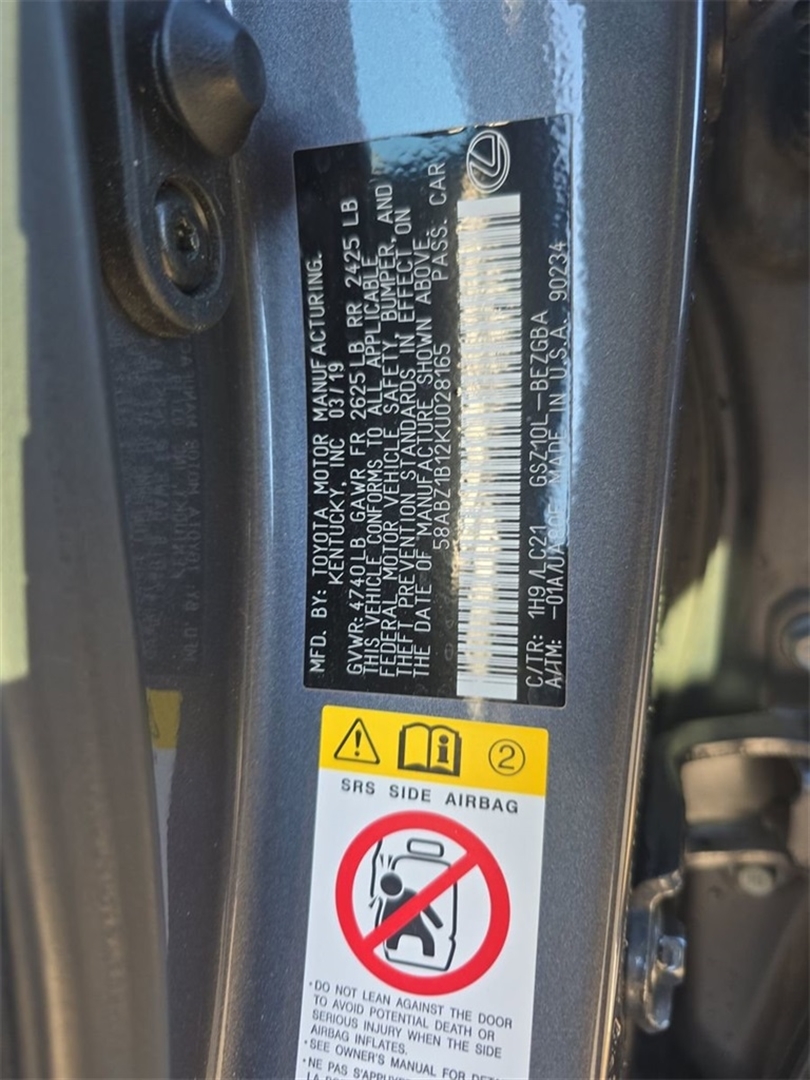 MFD. BY: TOYOTA MOTOR MANUFACTURING.
KENTUCKY, INC 03/19
GVWR: 4740LB GAWR FR 2625LB RR 2425 LB
THIS VEHICLE CONFORMS TO ALL APPLICABLE
FEDERAL MOTOR VEHICLE SAFETY, BUMPER, AND
THEFT PREVENTION STANDARDS IN EFFECT ON
THE DATE OF MANUFACTURE SHOWN ABOVE.
58ABZ1B12KU028165 PASS. CAR
C/TR: 1H9/LC21 GSZ10L-BEZGBA
A/TM: -01A/UA80F MADE IN U.S.A. 90234
2
SRS SIDE AIRBAG
•DO NOT LEAN AGAINST THE DOOR
TO AVOID POTENTIAL DEATH OR
SERIOUS INJURY WHEN THE SIDE
AIRBAG INFLATES.
•SEE OWNER'S MANUAL FOR
•NE PAS